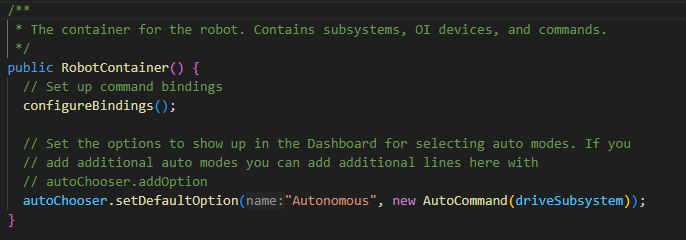 /**
* The container for the robot. Contains subsystems, OI devices, and commands.
*/
public RobotContainer() {
// Set up command bindings
configureBindings();
// Set the options to show up in the Dashboard for selecting auto modes. If you
// add additional auto modes you can add additional lines here with
// autoChooser.addOption
autoChooser.setDefaultOption(name:"Autonomous", new AutoCommand(driveSubsystem));
}